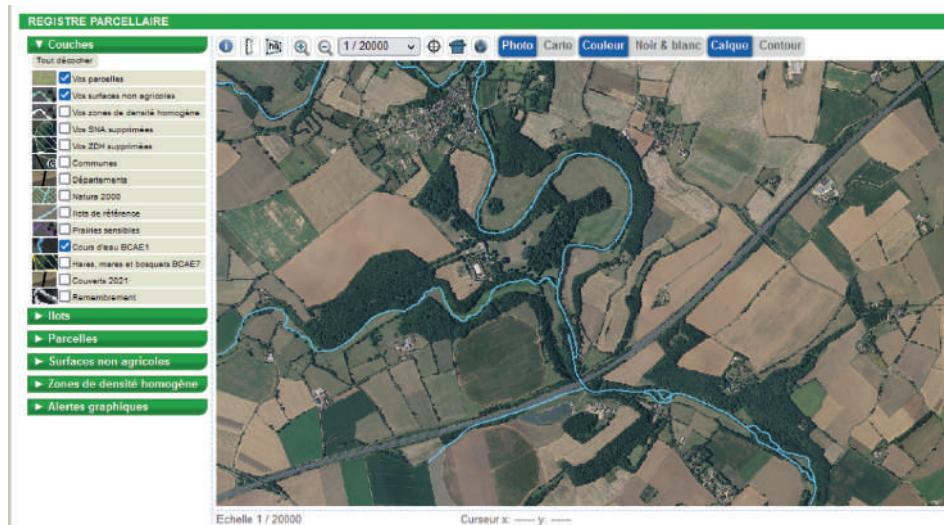 REGISTRE PARCELLAIRE
▼ Couches
Tout décocher
Vos parcelles
Vos surfaces non agricoles
Vos zones de densité homogène
Vos SNA supprimées
Vos ZDH supprimées
Communes
Départements
Natura 2000
Ilots de référence
Prairies sensibles
Cours d'eau BCAE1
Haies, mares et bosquets BCAE7
Couverts 2021
Remembrement
► Ilots
► Parcelles
► Surfaces non agricoles
► Zones de densité homogène
► Alertes graphiques
ha 1 / 20000 Photo Carto Couleur Noir & blanc Calque Contour
Echelle 1 / 20000 Curseur x: ----- y: -----